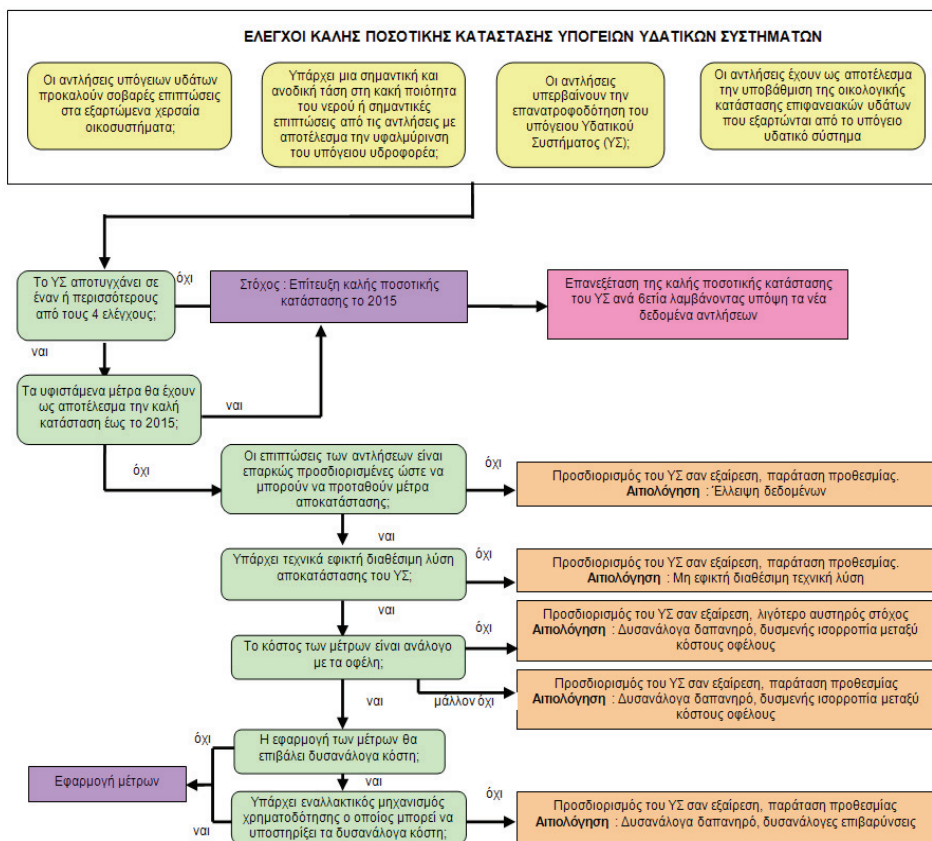 ΕΛΕΓΧΟΙ ΚΑΛΗΣ ΠΟΣΟΤΙΚΗΣ ΚΑΤΑΣΤΑΣΗΣ ΥΠΟΓΕΙΩΝ ΥΔΑΤΙΚΩΝ ΣΥΣΤΗΜΑΤΩΝ
Οι αντλήσεις υπόγειων υδάτων
προκαλούν σοβαρές επιπτώσεις
στα εξαρτώμενα χερσαία
οικοσυστήματα;
Υπάρχει μια σημαντική και
ανοδική τάση στη κακή ποιότητα
του νερού ή σημαντικές
επιπτώσεις από τις αντλήσεις με
αποτέλεσμα την υφαλμύρινση
του υπόγειου υδροφορέα;
Οι αντλήσεις
υπερβαίνουν την
επανατροφοδότηση του
υπόγειου Υδατικού
Συστήματος (ΥΣ);
Οι αντλήσεις έχουν ως αποτέλεσμα
την υποβάθμιση της οικολογικής
κατάστασης επιφανειακών υδάτων
που εξαρτώνται από το υπόγειο
υδατικό σύστημα
Το ΥΣ αποτυγχάνει σε
έναν ή περισσότερους
από τους 4 ελέγχους;
όχι
Στόχος : Επίτευξη καλής ποσοτικής
κατάστασης το 2015
Επανεξέταση της καλής ποσοτικής κατάστασης
του ΥΣ ανά 6ετία λαμβάνοντας υπόψη τα νέα
δεδομένα αντλήσεων
ναι
Τα υφιστάμενα μέτρα θα έχουν
ως αποτέλεσμα την καλή
κατάσταση έως το 2015;
ναι
όχι
Οι επιπτώσεις των αντλήσεων είναι
επαρκώς προσδιορισμένες ώστε να
μπορούν να προταθούν μέτρα
αποκατάστασης;
όχι
Προσδιορισμός του ΥΣ σαν εξαίρεση, παράταση προθεσμίας.
Αιτιολόγηση : Έλλειψη δεδομένων
ναι
Υπάρχει τεχνικά εφικτή διαθέσιμη λύση
αποκατάστασης του ΥΣ;
όχι
Προσδιορισμός του ΥΣ σαν εξαίρεση, παράταση προθεσμίας.
Αιτιολόγηση : Μη εφικτή διαθέσιμη τεχνική λύση
ναι
Το κόστος των μέτρων είναι ανάλογο
με τα οφέλη;
όχι
Προσδιορισμός του ΥΣ σαν εξαίρεση, λιγότερο αυστηρός στόχος
Αιτιολόγηση : Δυσανάλογα δαπανηρό, δυσμενής ισορροπία μεταξύ
κόστους οφέλους
μάλλον όχι
Προσδιορισμός του ΥΣ σαν εξαίρεση, παράταση προθεσμίας
Αιτιολόγηση : Δυσανάλογα δαπανηρό, δυσμενής ισορροπία μεταξύ
κόστους οφέλους
ναι
Η εφαρμογή των μέτρων θα
επιβάλει δυσανάλογα κόστη;
όχι
Εφαρμογή μέτρων
ναι
Υπάρχει εναλλακτικός μηχανισμός
χρηματοδότησης ο οποίος μπορεί να
υποστηρίξει τα δυσανάλογα κόστη;
ναι
όχι
Προσδιορισμός του ΥΣ σαν εξαίρεση, παράταση προθεσμίας
Αιτιολόγηση : Δυσανάλογα δαπανηρό, δυσανάλογες επιβαρύνσεις